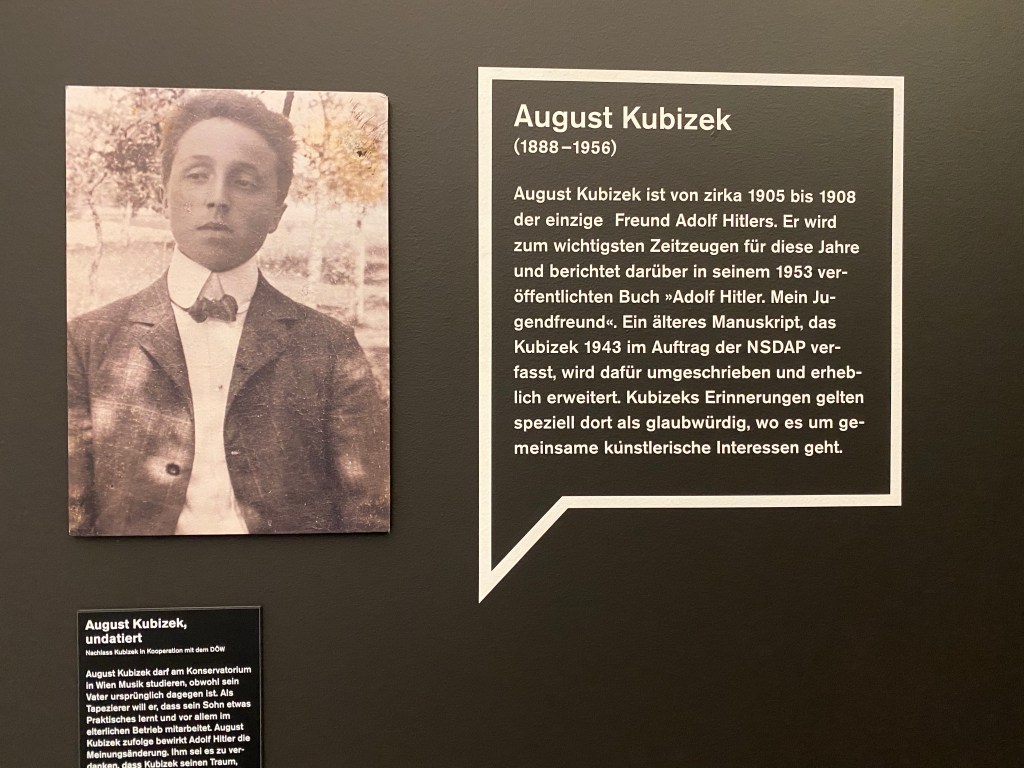 August Kubizek
(1888–1956)
August Kubizek ist von zirka 1905 bis 1908
der einzige Freund Adolf Hitlers. Er wird
zum wichtigsten Zeitzeugen für diese Jahre
und berichtet darüber in seinem 1953 ver-
öffentlichten Buch »Adolf Hitler. Mein Ju-
gendfreund«. Ein älteres Manuskript, das
Kubizek 1943 im Auftrag der NSDAP ver-
fasst, wird dafür umgeschrieben und erheb-
lich erweitert. Kubizeks Erinnerungen gelten
speziell dort als glaubwürdig, wo es um ge-
meinsame künstlerische Interessen geht.
August Kubizek,
undatiert
Nachlass Kubizek in Kooperation mit dem DÖW
August Kubizek darf am Konservatorium
in Wien Musik studieren, obwohl sein
Vater ursprünglich dagegen ist. Als
Tapezierer will er, dass sein Sohn etwas
Praktisches lernt und vor allem im
elterlichen Betrieb mitarbeitet. August
Kubizek zufolge bewirkt Adolf Hitler die
Meinungsänderung. Ihm sei es zu ver-
danken, dass Kubizek seinen Traum,